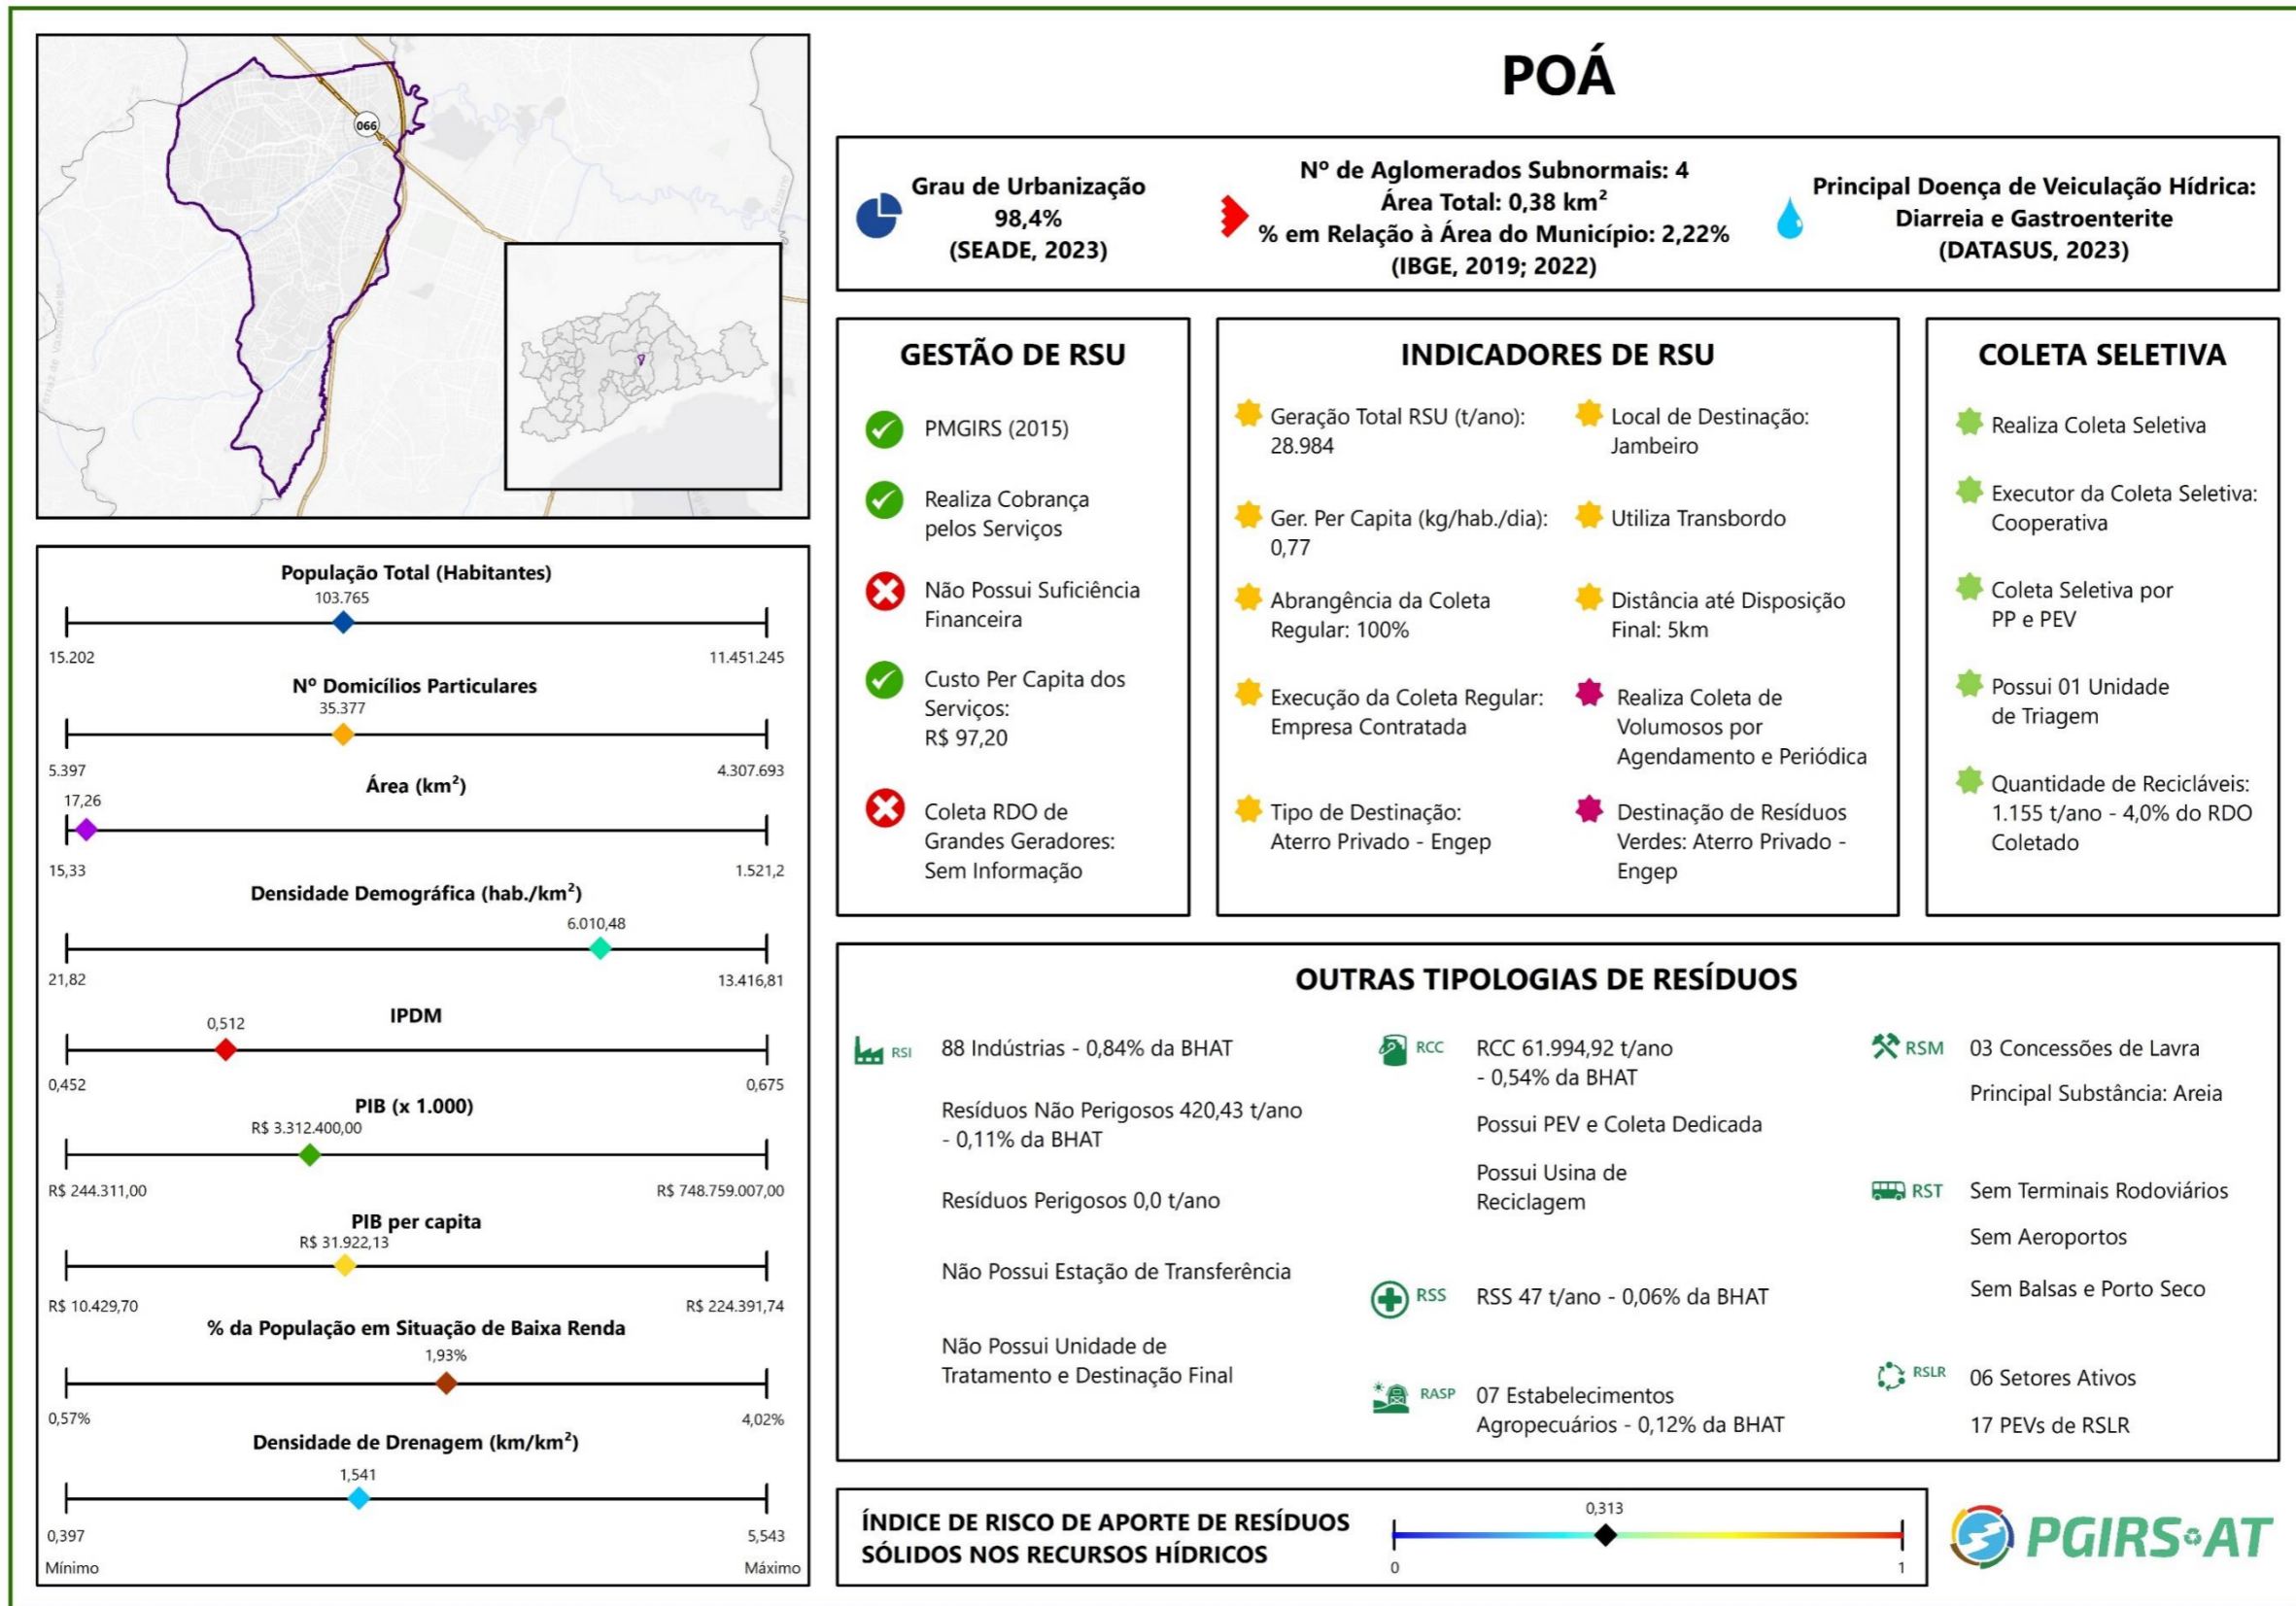 POÁ
066
Suzano
Grau de Urbanização
98,4%
(SEADE, 2023)
Nº de Aglomerados Subnormais: 4
Área Total: 0,38 km²
% em Relação à Área do Município: 2,22%
(IBGE, 2019; 2022)
Principal Doença de Veiculação Hídrica:
Diarreia e Gastroenterite
(DATASUS, 2023)
População Total (Habitantes)
103.765
15.202
11.451.245
Nº Domicílios Particulares
35.377
5.397
4.307.693
Área (km²)
17,26
15,33
1.521,2
Densidade Demográfica (hab./km²)
6.010,48
21,82
13.416,81
IPDM
0,512
0,452
0,675
PIB (x 1.000)
R$ 3.312.400,00
R$ 244.311,00
R$ 748.759.007,00
PIB per capita
R$ 31.922,13
R$ 10.429,70
R$ 224.391,74
% da População em Situação de Baixa Renda
1,93%
0,57%
4,02%
Densidade de Drenagem (km/km²)
1,541
0,397
5,543
Mínimo
Máximo
GESTÃO DE RSU
PMGIRS (2015)
Realiza Cobrança
pelos Serviços
Não Possui Suficiência
Financeira
Custo Per Capita dos
Serviços:
R$ 97,20
Coleta RDO de
Grandes Geradores:
Sem Informação
INDICADORES DE RSU
Geração Total RSU (t/ano):
28.984
Ger. Per Capita (kg/hab./dia):
0,77
Abrangência da Coleta
Regular: 100%
Execução da Coleta Regular:
Empresa Contratada
Tipo de Destinação:
Aterro Privado - Engep
Local de Destinação:
Jambeiro
Utiliza Transbordo
Distância até Disposição
Final: 5km
Realiza Coleta de
Volumosos por
Agendamento e Periódica
Destinação de Resíduos
Verdes: Aterro Privado -
Engep
COLETA SELETIVA
Realiza Coleta Seletiva
Executor da Coleta Seletiva:
Cooperativa
Coleta Seletiva por
PP e PEV
Possui 01 Unidade
de Triagem
Quantidade de Recicláveis:
1.155 t/ano - 4,0% do RDO
Coletado
OUTRAS TIPOLOGIAS DE RESÍDUOS
RSI
88 Indústrias - 0,84% da BHAT
Resíduos Não Perigosos 420,43 t/ano
- 0,11% da BHAT
Resíduos Perigosos 0,0 t/ano
Não Possui Estação de Transferência
Não Possui Unidade de
Tratamento e Destinação Final
RCC
RCC 61.994,92 t/ano
- 0,54% da BHAT
Possui PEV e Coleta Dedicada
Possui Usina de
Reciclagem
RSS
RSS 47 t/ano - 0,06% da BHAT
RASP
07 Estabelecimentos
Agropecuários - 0,12% da BHAT
RSM
03 Concessões de Lavra
Principal Substância: Areia
RST
Sem Terminais Rodoviários
Sem Aeroportos
Sem Balsas e Porto Seco
RSLR
06 Setores Ativos
17 PEVs de RSLR
ÍNDICE DE RISCO DE APORTE DE RESÍDUOS
SÓLIDOS NOS RECURSOS HÍDRICOS
0,313
0
1
PGIRS AT